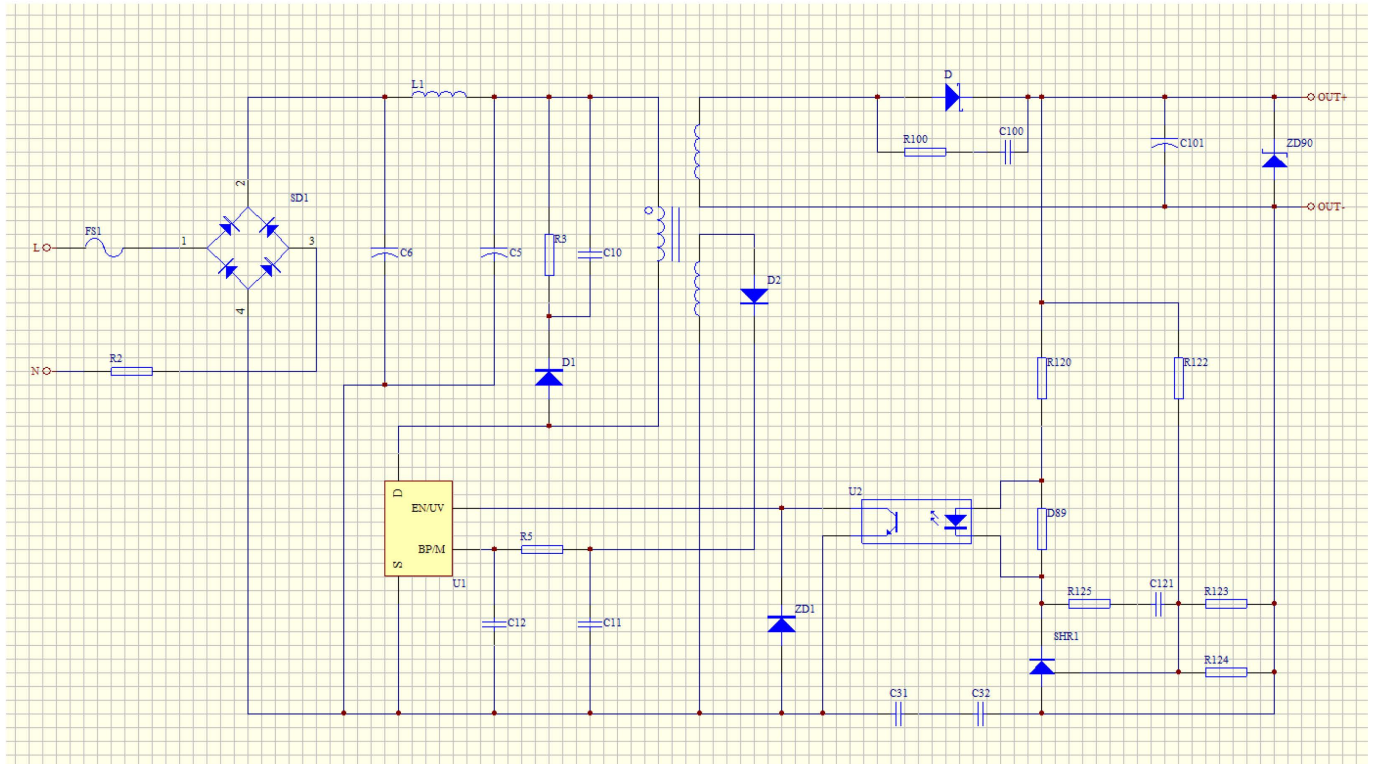 L1
D
OUT+
R100
C100
C101
ZD90
2
SD1
OUT-
FS1
L
1
3
C6
C5
R3
C10
D2
4
R2
N
D1
R120
R122
D
U2
EN/UV
D89
R5
BP/M
S
U1
R125
C121
R123
C12
C11
ZD1
SHR1
R124
C31
C32